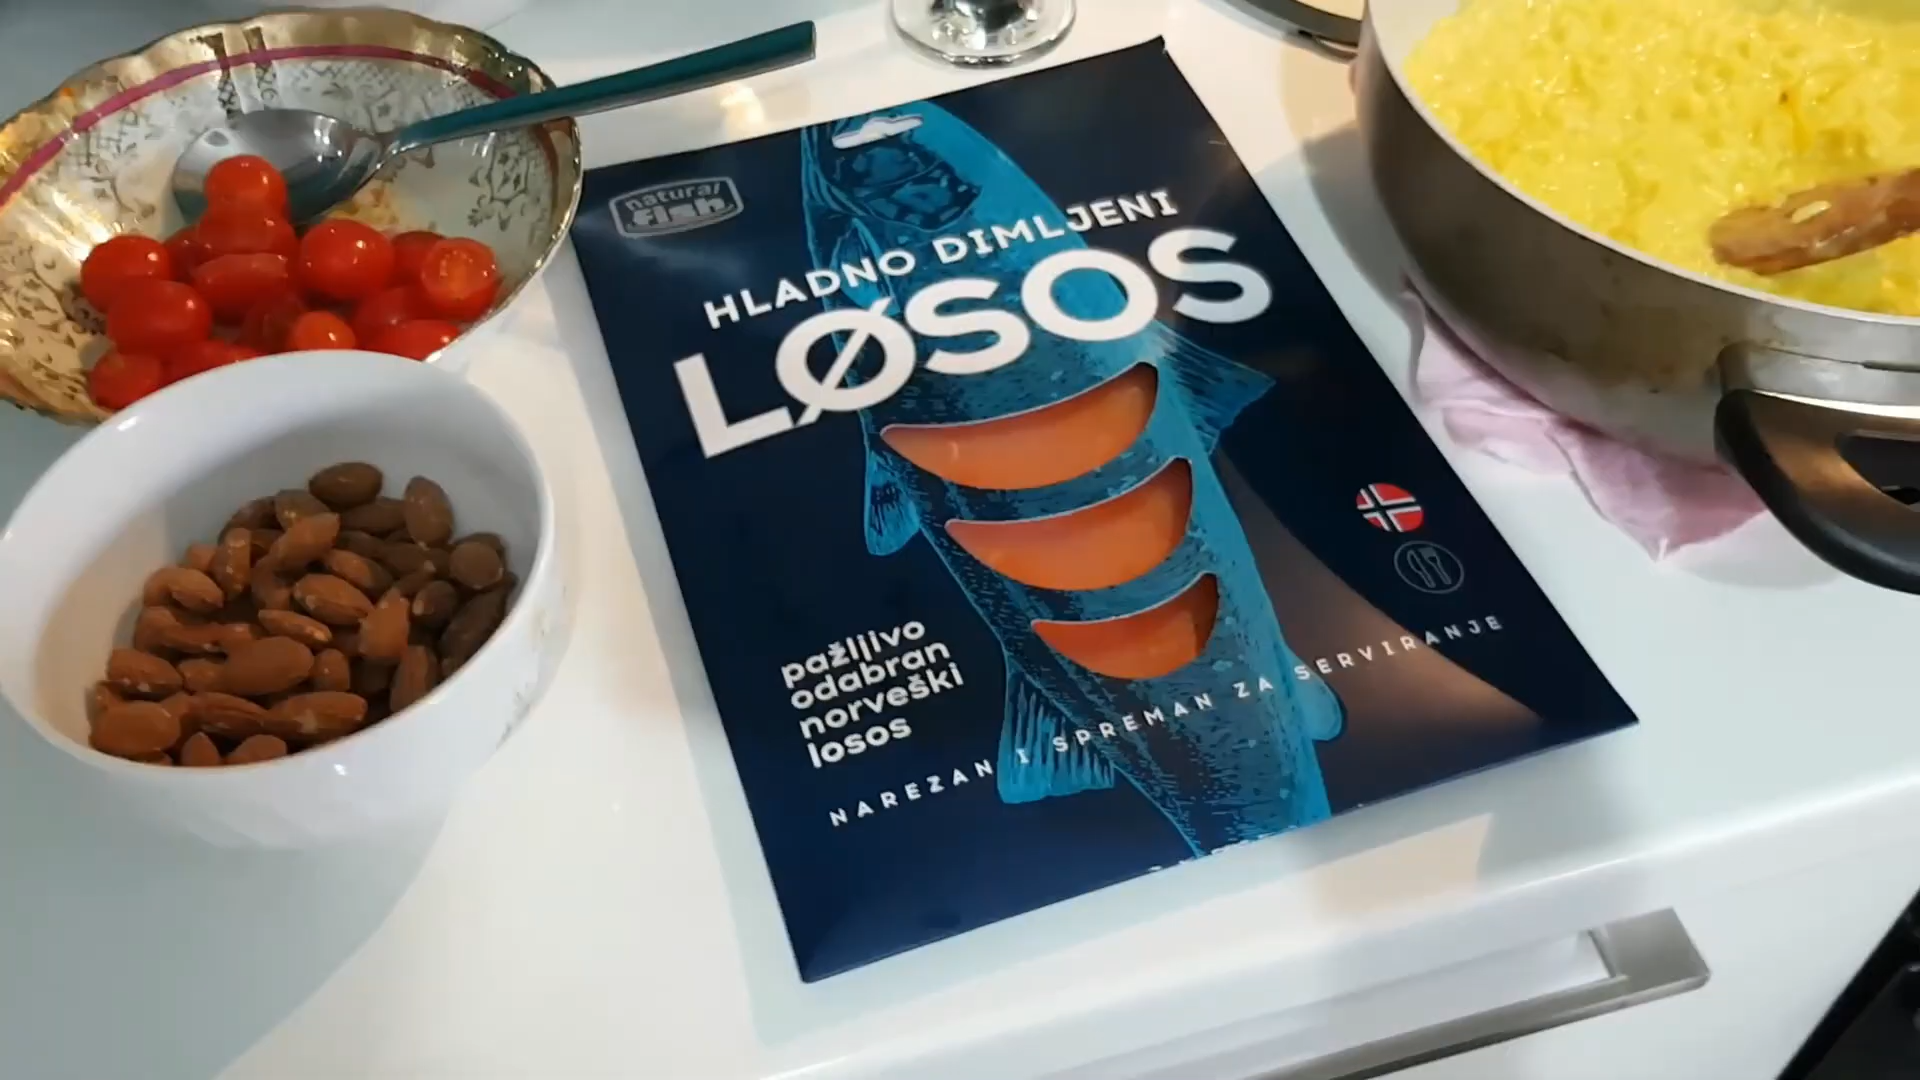 natural
fish
HLADNO DIMLJENI
LØSOS
pažljivo
odabran
norveški
losos
NAREZAN I SPREMAN ZA SERVIRANJE